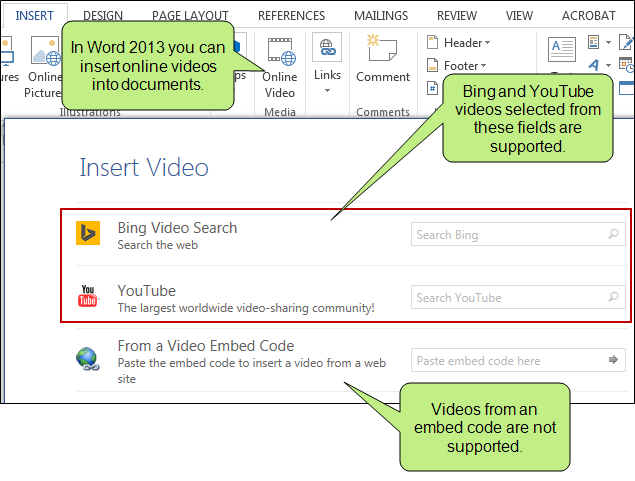 INSERT DESIGN PAGE LAYOUT REFERENCES MAILINGS REVIEW VIEW ACROBAT
In Word 2013 you can
insert online videos
into documents.
Online
Pictures
Online
Video
Links
Comment
Header
Footer
Illustrations
Media
Comments
Bing and YouTube
videos selected from
these fields are
supported.
Insert Video
Bing Video Search
Search the web
Search Bing
You
Tube
YouTube
The largest worldwide video-sharing community!
Search YouTube
From a Video Embed Code
Paste the embed code to insert a video from a web
site
Paste embed code here
Videos from an
embed code are not
supported.